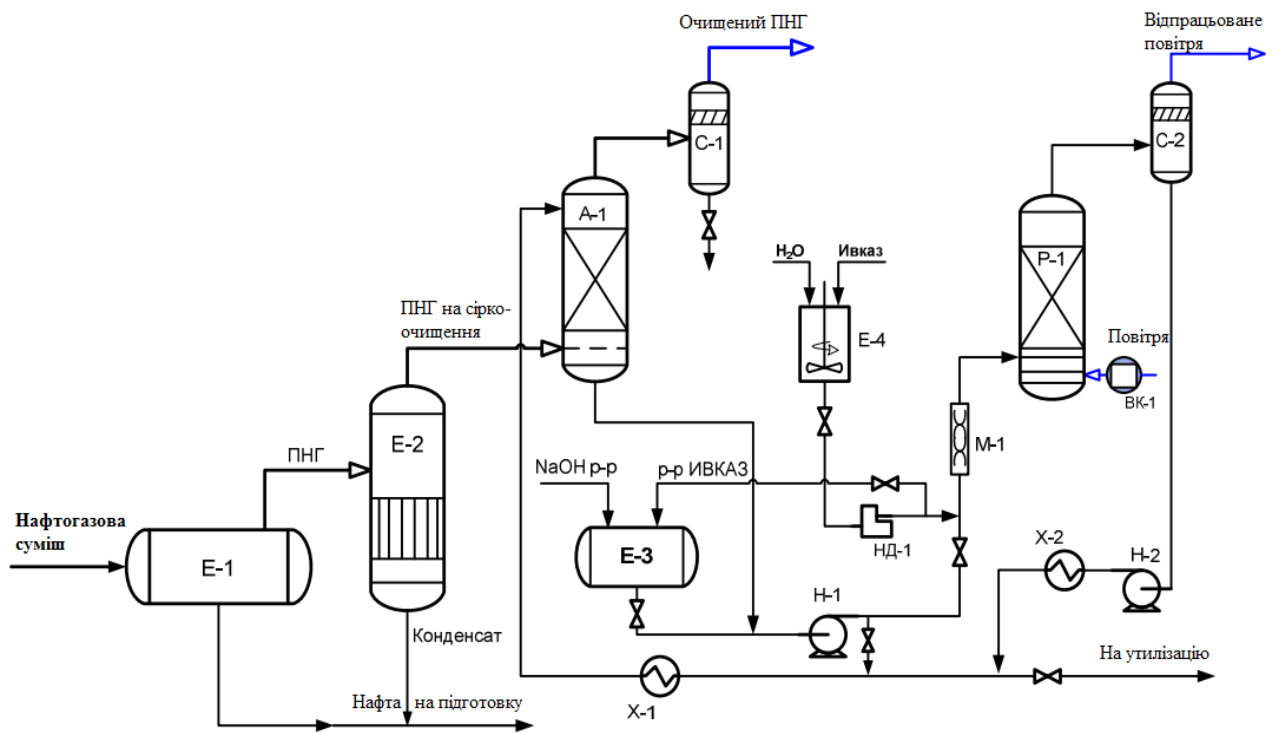 Очищений ПНГ
Відпрацьоване
повітря
С-1
С-2
А-1
H₂O
Ивказ
Р-1
ПНГ на сірко-
очищення
Е-4
Повітря
ВК-1
Е-2
М-1
ПНГ
NaOH р-р
р-р ИВКАЗ
Нафтогазова
суміш
Е-1
Е-3
НД-1
Х-2
Н-2
Н-1
Конденсат
На утилізацію
Нафта на підготовку
Х-1